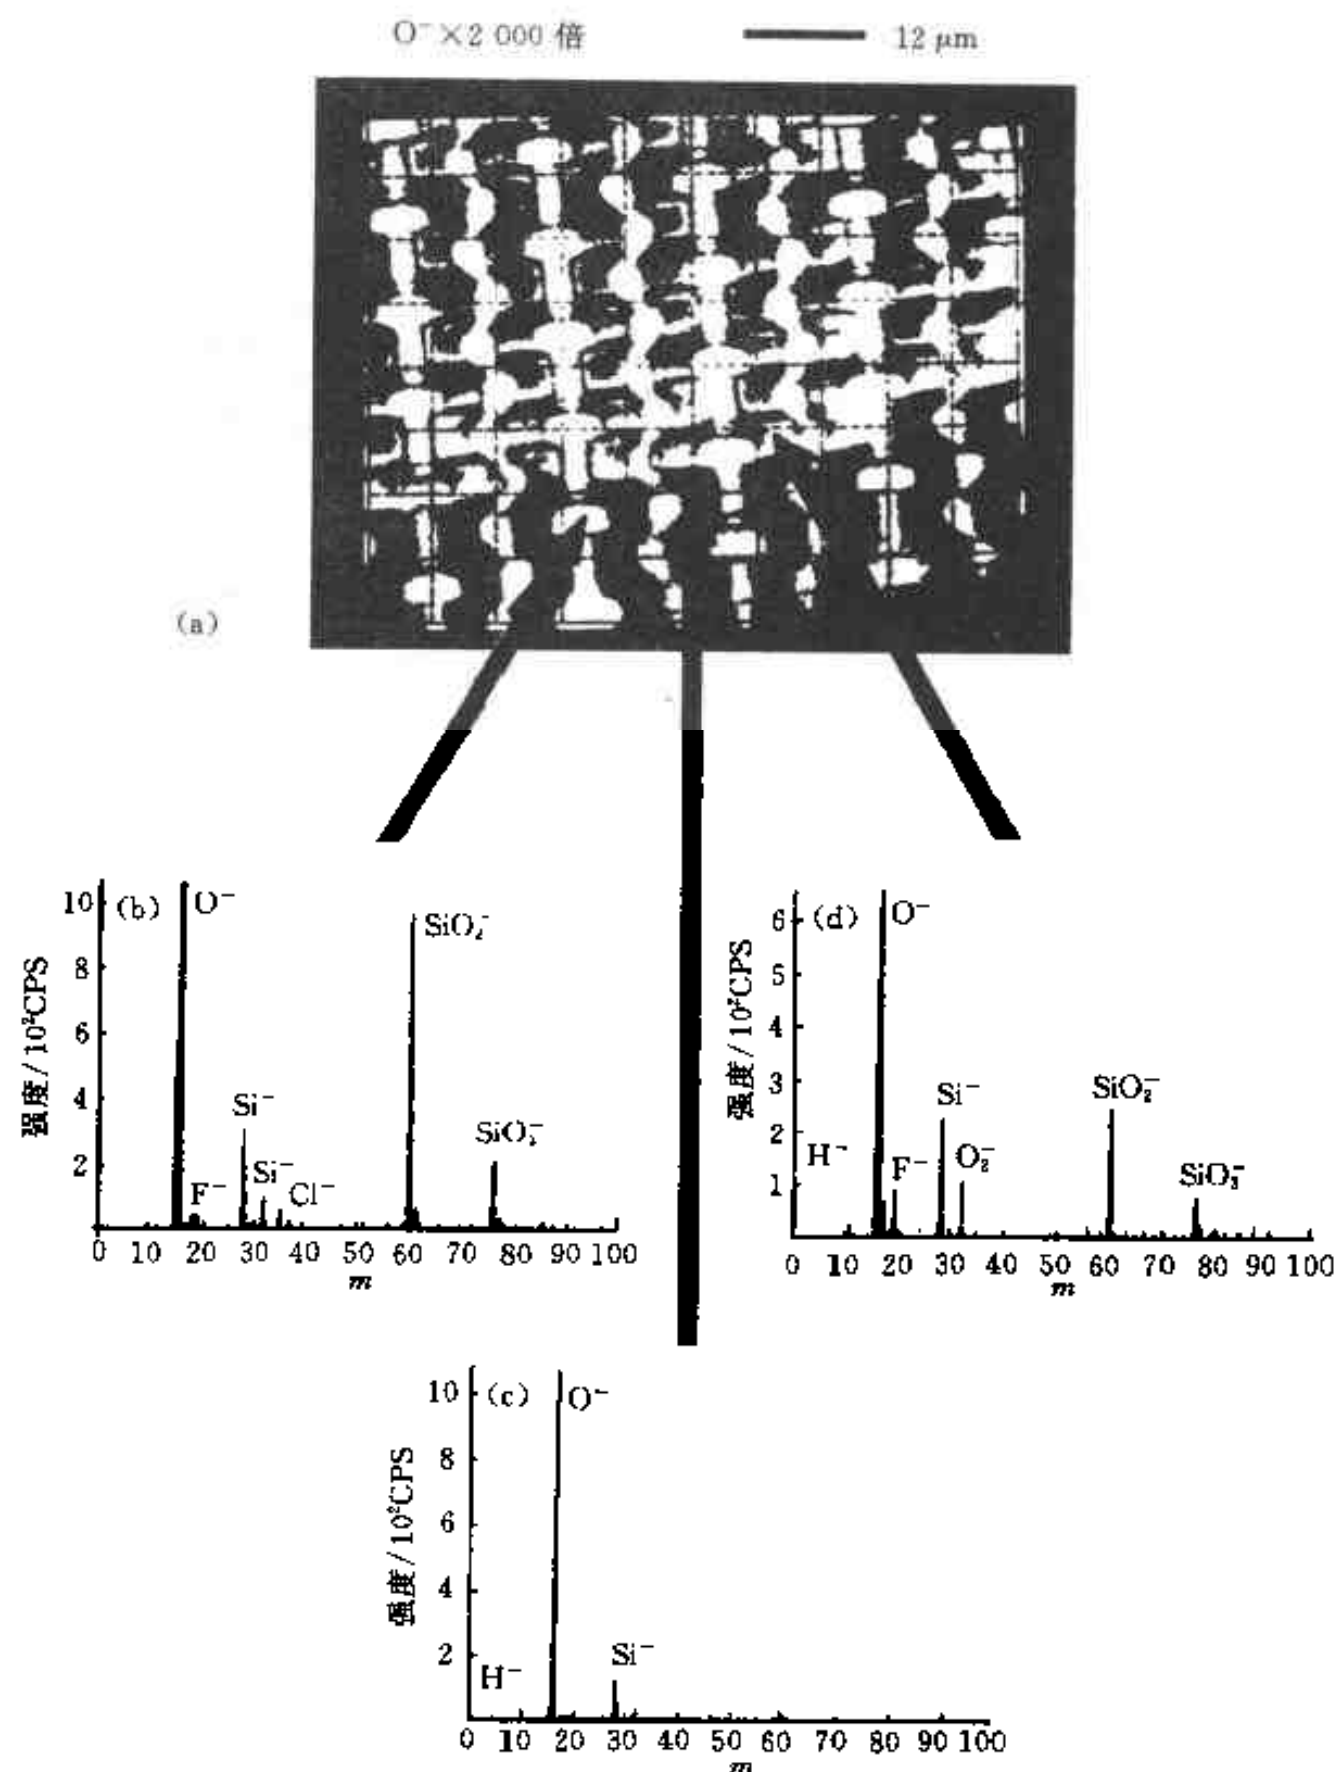 O⁻×2 000 倍
12 μm
(a)
(b)
O⁻
SiO₂⁻
Si⁻
SiO₃⁻
F⁻
Si⁻
Cl⁻
10
8
6
4
2
强度/10²CPS
0 10 20 30 40 50 60 70 80 90 100
m
(d)
O⁻
Si⁻
SiO₂⁻
H⁻
F⁻
O₂⁻
SiO₃⁻
6
5
4
3
2
1
强度/10²CPS
0 10 20 30 40 50 60 70 80 90 100
m
(c)
O⁻
Si⁻
H⁻
10
8
6
4
2
强度/10²CPS
0 10 20 30 40 50 60 70 80 90 100
m